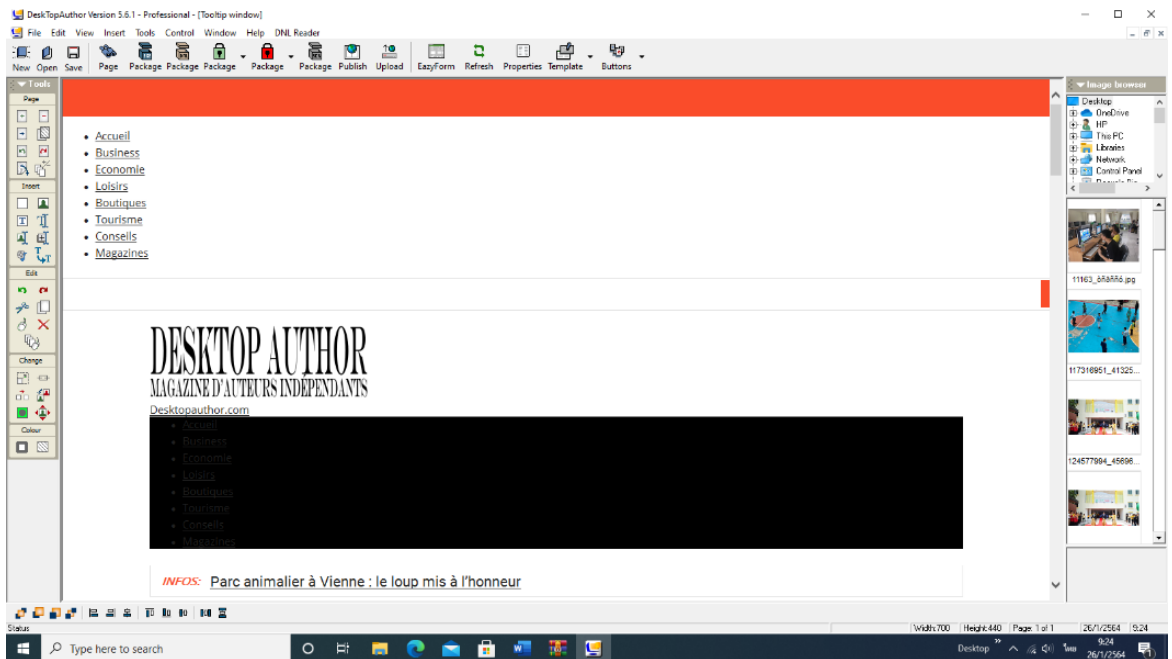 DeskTopAuthor Version 5.6.1 - Professional - [Tooltip window]
File Edit View Insert Tools Control Window Help DNL Reader
New Open Save Page Package Package Package Package Package Publish Upload EazyForm Refresh Properties Template Buttons
Tools
Page
Insert
Edit
Change
Colour
Accueil
Business
Economie
Loisirs
Boutiques
Tourisme
Conseils
Magazines
DESKTOP AUTHOR
MAGAZINE D'AUTEURS INDÉPENDANTS
Desktopauthor.com
Accueil
Business
Economie
Loisirs
Boutiques
Tourisme
Conseils
Magazines
INFOS: Parc animalier à Vienne : le loup mis à l'honneur
Image browser
Desktop
OneDrive
HP
This PC
Libraries
Network
Control Panel
11163_òñàññó.jpg
117316951_41325...
124577994_45696...
Status
Width:700 Height:440 Page: 1 of 1 26/1/2564 9:24
Type here to search
Desktop
9:24
26/1/2564